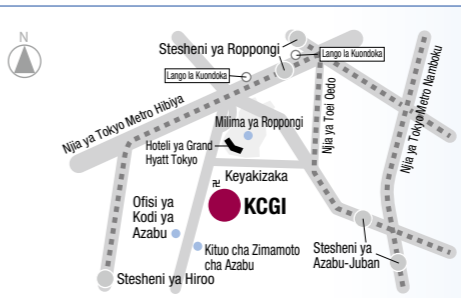 N
Stesheni ya Roppongi
Lango la Kuondoka
Lango la Kuondoka
Njia ya Tokyo Metro Hibiya
Milima ya Roppongi
Hoteli ya Grand
Hyatt Tokyo
Njia ya Toei Oedo
Njia ya Tokyo Metro Namboku
卍
Keyakizaka
KCGI
Ofisi ya
Kodi ya
Azabu
Kituo cha Zimamoto
cha Azabu
Stesheni ya
Azabu-Juban
Stesheni ya Hiroo